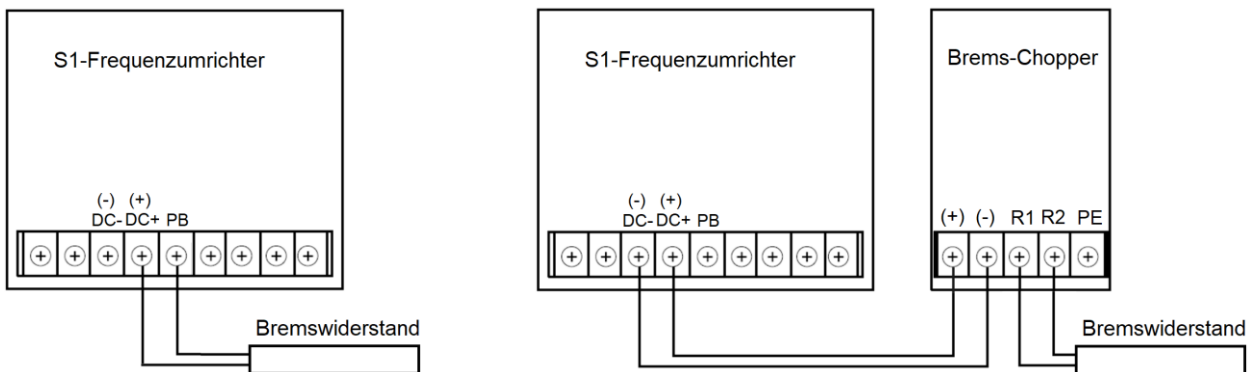 S1-Frequenzumrichter
(-) (+)
DC- DC+ PB
Bremswiderstand
S1-Frequenzumrichter
(-) (+)
DC- DC+ PB
Brems-Chopper
(+) (-) R1 R2 PE
Bremswiderstand